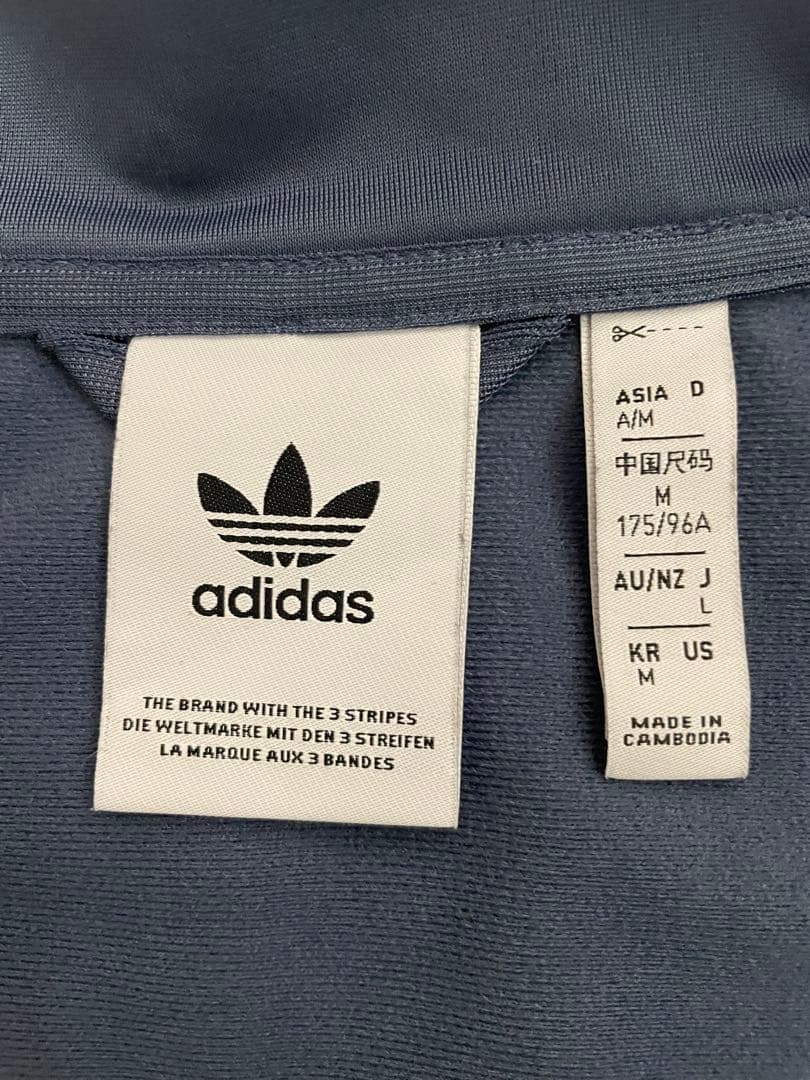 adidas
THE BRAND WITH THE 3 STRIPES
DIE WELTMARKE MIT DEN 3 STREIFEN
LA MARQUE AUX 3 BANDES
ASIA D
A/M
中国尺码
M
175/96A
AU/NZ J
L
KR US
M
MADE IN
CAMBODIA